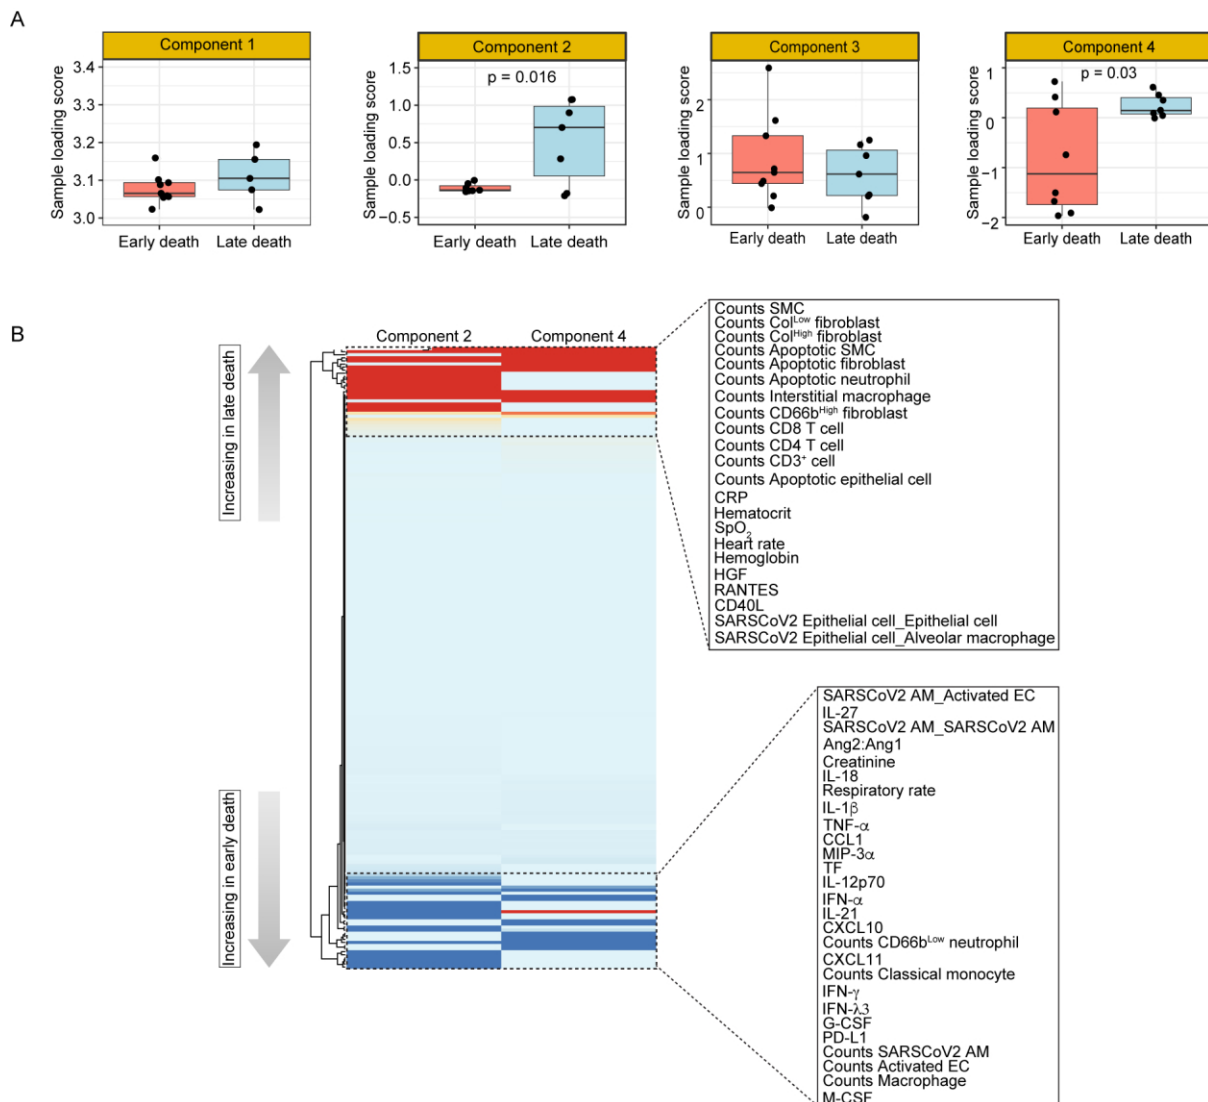 A
Component 1
Component 2
Component 3
Component 4
Sample loading score
3.4
3.3
3.2
3.1
3.0
Early death
Late death
Sample loading score
1.5
1.0
0.5
0.0
−0.5
p = 0.016
Early death
Late death
Sample loading score
2
1
0
Early death
Late death
Sample loading score
1
0
−1
−2
p = 0.03
Early death
Late death
B
Increasing in late death
Increasing in early death
Component 2
Component 4
Counts SMC
Counts ColLow fibroblast
Counts ColHigh fibroblast
Counts Apoptotic SMC
Counts Apoptotic fibroblast
Counts Apoptotic neutrophil
Counts Interstitial macrophage
Counts CD66bHigh fibroblast
Counts CD8 T cell
Counts CD4 T cell
Counts CD3+ cell
Counts Apoptotic epithelial cell
CRP
Hematocrit
SpO2
Heart rate
Hemoglobin
HGF
RANTES
CD40L
SARSCoV2 Epithelial cell_Epithelial cell
SARSCoV2 Epithelial cell_Alveolar macrophage
SARSCoV2 AM_Activated EC
IL-27
SARSCoV2 AM_SARSCoV2 AM
Ang2:Ang1
Creatinine
IL-18
Respiratory rate
IL-1β
TNF-α
CCL1
MIP-3α
TF
IL-12p70
IFN-α
IL-21
CXCL10
Counts CD66bLow neutrophil
CXCL11
Counts Classical monocyte
IFN-γ
IFN-λ3
G-CSF
PD-L1
Counts SARSCoV2 AM
Counts Activated EC
Counts Macrophage
M-CSF